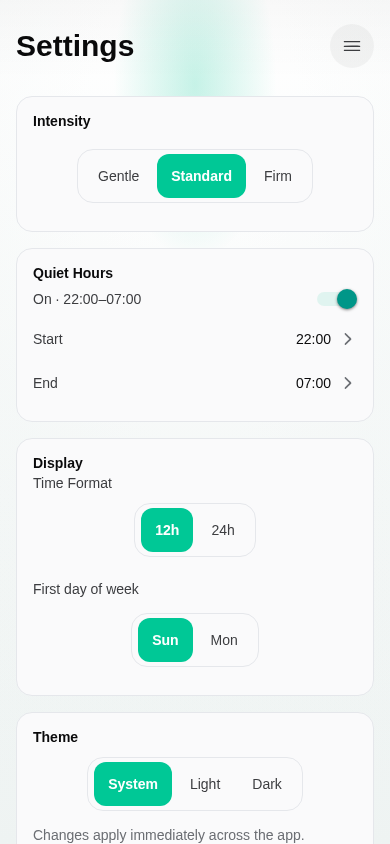 Settings
Intensity
Gentle Standard Firm
Quiet Hours
On · 22:00–07:00
Start 22:00
End 07:00
Display
Time Format
12h 24h
First day of week
Sun Mon
Theme
System Light Dark
Changes apply immediately across the app.